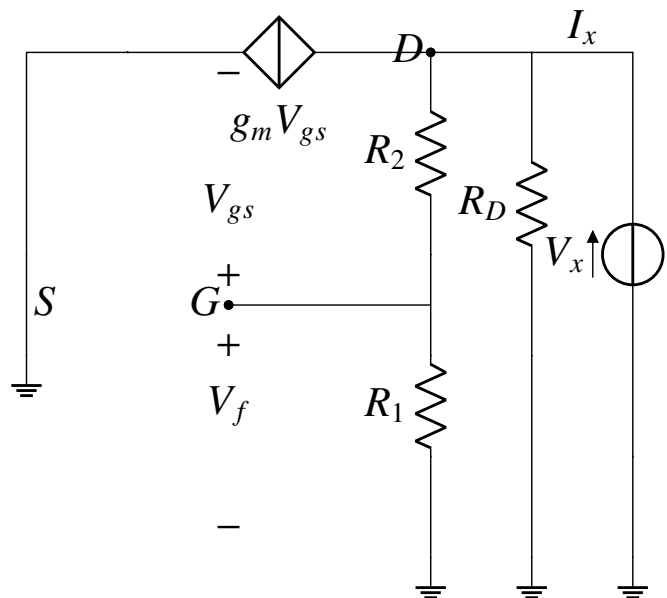 I_x
D
−
g_m V_gs
R_2
V_gs
R_D
V_x
+
S
G
+
V_f
R_1
−